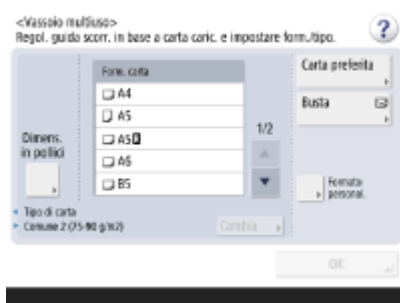 <Vassoio multiuso>
Regol. guida scorr. in base a carta caric. e impostare form./tipo.
?
Form. carta
A4
A5
A5
A6
B5
Dimens.
in pollici
1/2
Carta preferita
Busta
Formato
personal.
Tipo di carta
Comune 2 (75-90 g/m2)
Cambia
OK